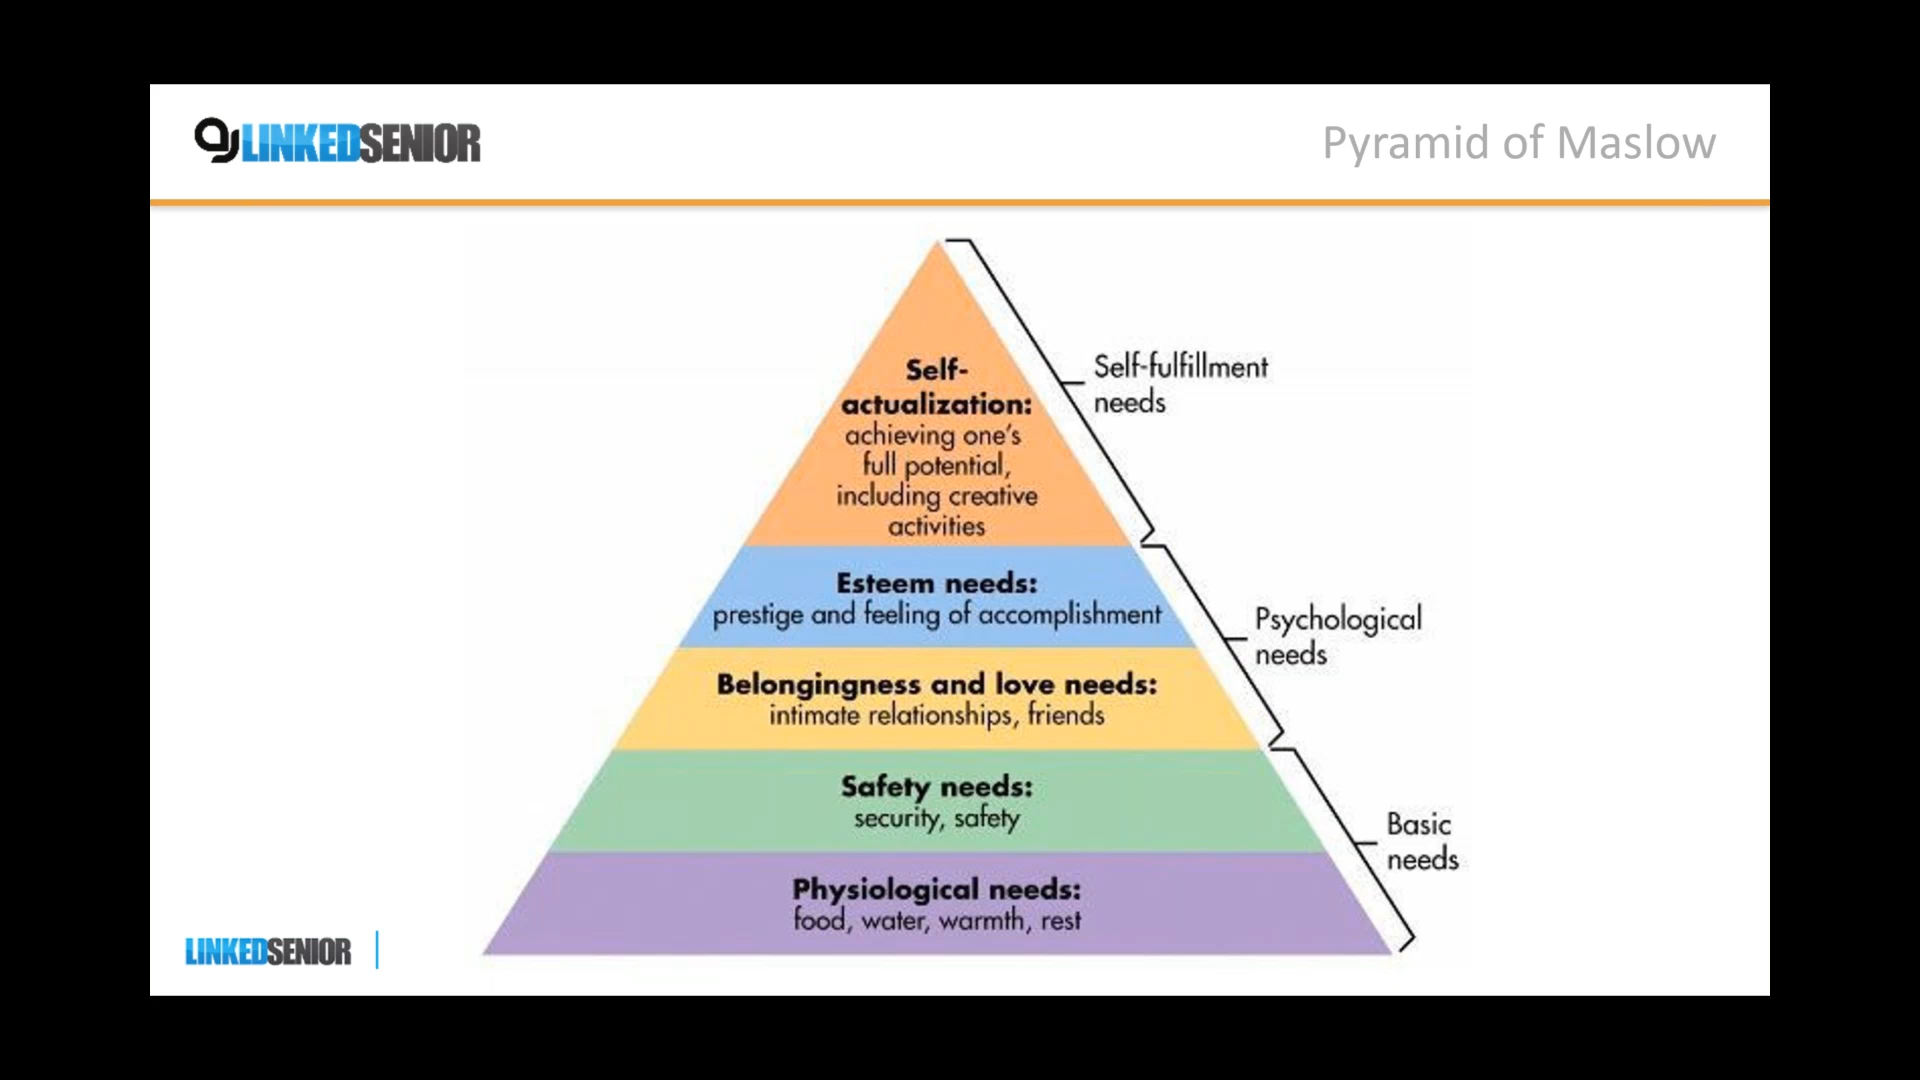 LINKEDSENIOR
Pyramid of Maslow
Self-
actualization:
achieving one's
full potential,
including creative
activities
Self-fulfillment
needs
Esteem needs:
prestige and feeling of accomplishment
Psychological
needs
Belongingness and love needs:
intimate relationships, friends
Safety needs:
security, safety
Basic
needs
Physiological needs:
food, water, warmth, rest
LINKEDSENIOR